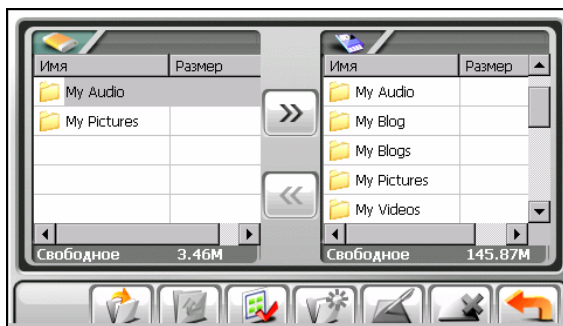 Имя Размер
My Audio
My Pictures
Свободное 3.46M
Имя Размер
My Audio
My Blog
My Blogs
My Pictures
My Videos
Свободное 145.87M